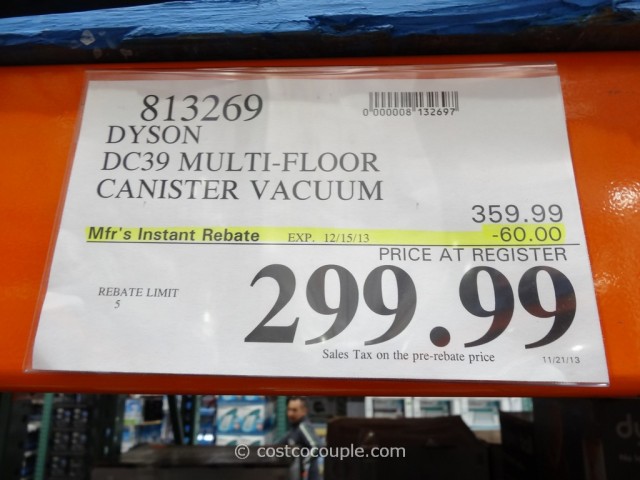 813269
0"000008"132697"
DYSON
DC39 MULTI-FLOOR
CANISTER VACUUM
359.99
Mfr's Instant Rebate EXP. 12/15/13 -60.00
PRICE AT REGISTER
299.99
REBATE LIMIT
5
Sales Tax on the pre-rebate price
11/21/13
© costcocouple.com